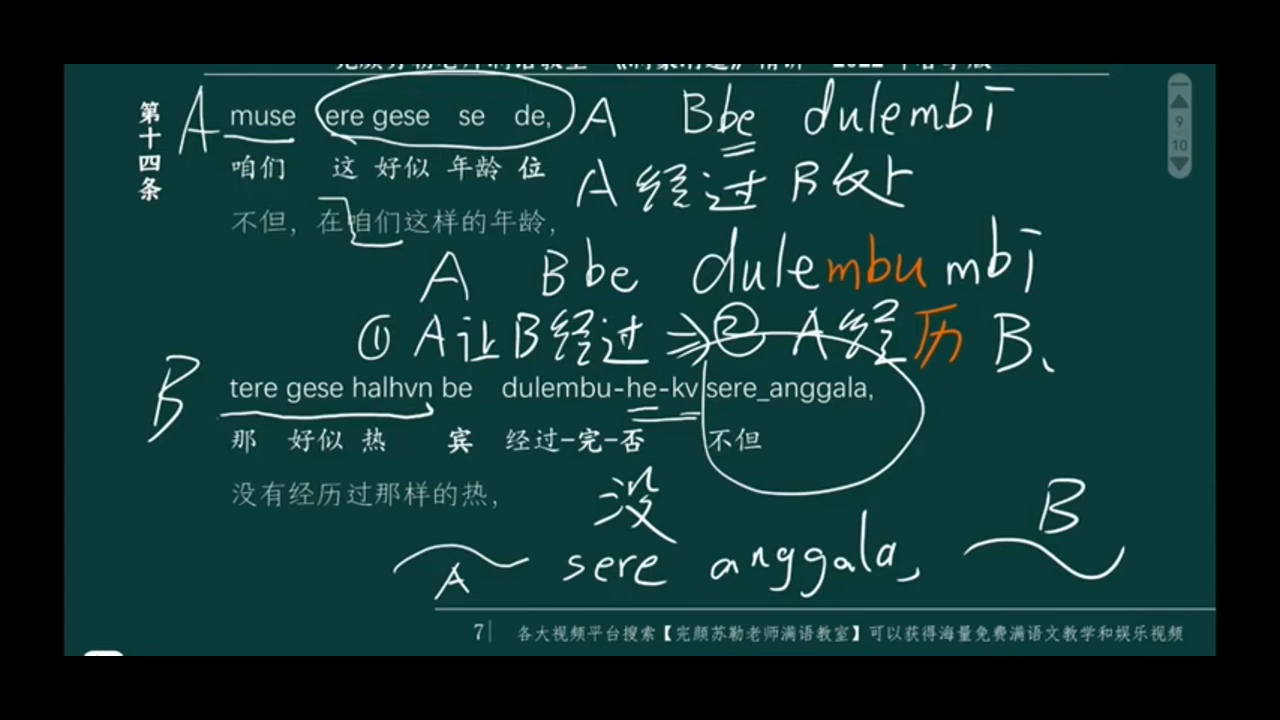 第十四条
A muse ere gese se de, A Bbe dulembi
咱们 这 好似 年龄 位 A经过B处
不但，在咱们这样的年龄，
A Bbe dulembumbi
① A让B经过 ⇒ ② A经历B、
B tere gese halhvn be dulembu-he-kv sere_anggala,
那 好似 热 宾 经过-完-否 不但
没有经历过那样的热，
没
B
A sere anggala,
9
10
7| 各大视频平台搜索【完颜苏勒老师满语教室】可以获得海量免费满语文教学和娱乐视频